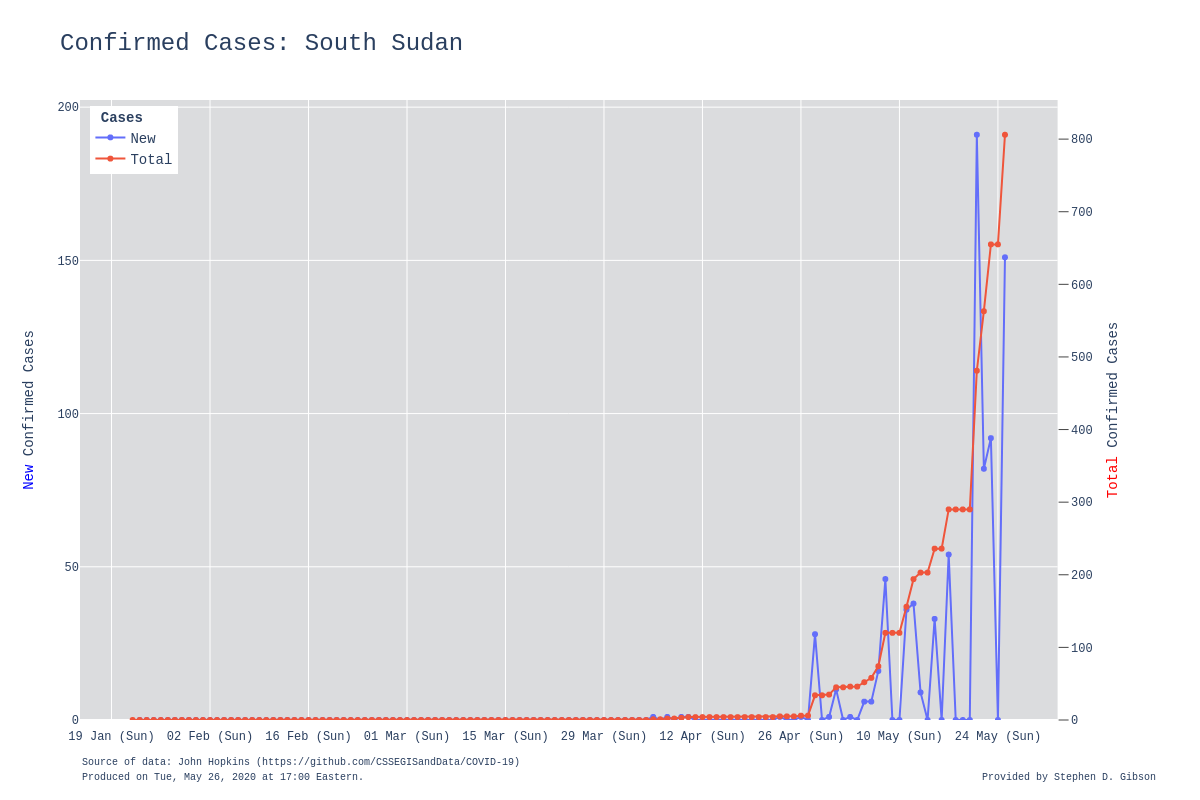 Confirmed Cases: South Sudan
Cases
New
Total
200
150
100
50
0
800
700
600
500
400
300
200
100
0
New Confirmed Cases
Total Confirmed Cases
19 Jan (Sun) 02 Feb (Sun) 16 Feb (Sun) 01 Mar (Sun) 15 Mar (Sun) 29 Mar (Sun) 12 Apr (Sun) 26 Apr (Sun) 10 May (Sun) 24 May (Sun)
Source of data: John Hopkins (https://github.com/CSSEGISandData/COVID-19)
Produced on Tue, May 26, 2020 at 17:00 Eastern.
Provided by Stephen D. Gibson